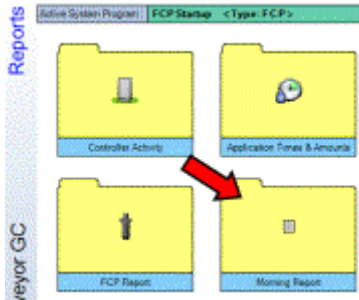 Reports
Active System Program: FCP Startup <Type: FCP>
Controller Activity
Application Times & Amounts
FCP Report
Morning Report
veyor GC